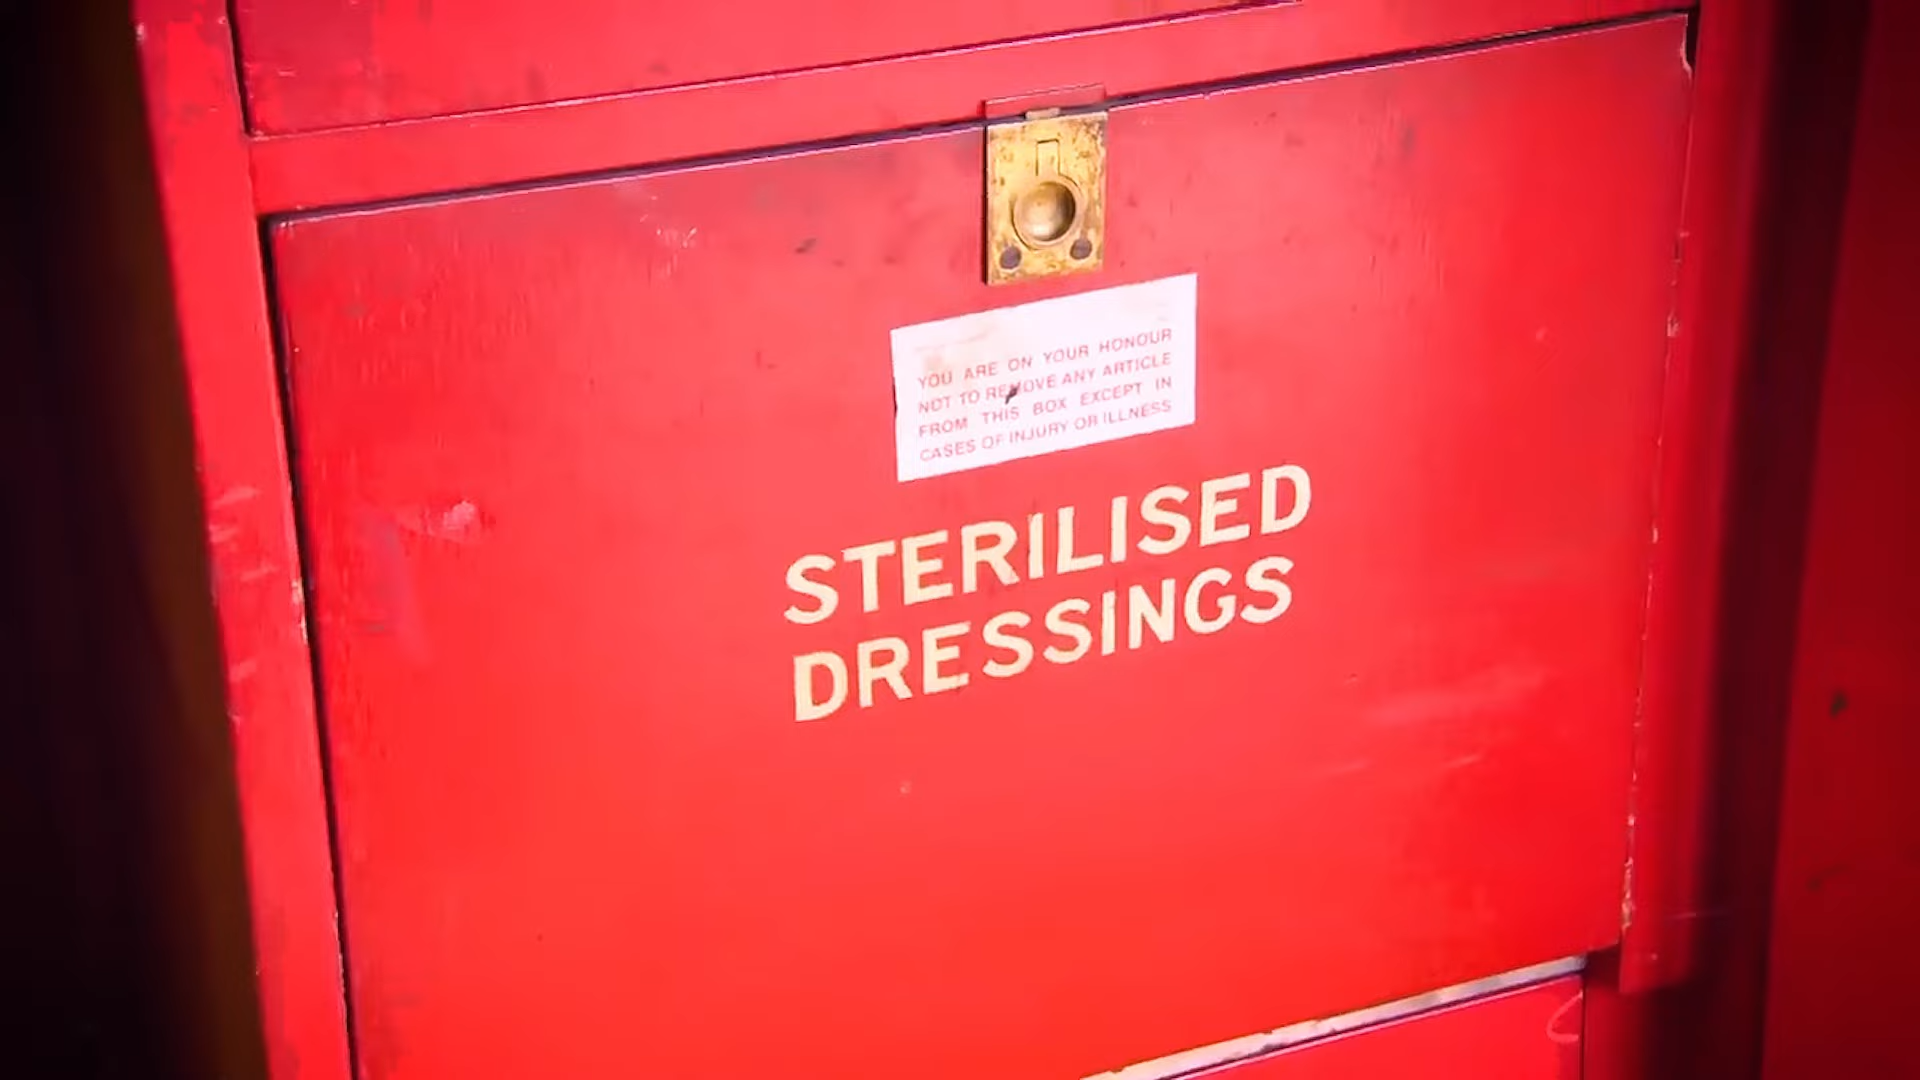 YOU ARE ON YOUR HONOUR
NOT TO REMOVE ANY ARTICLE
FROM THIS BOX EXCEPT IN
CASES OF INJURY OR ILLNESS
STERILISED
DRESSINGS